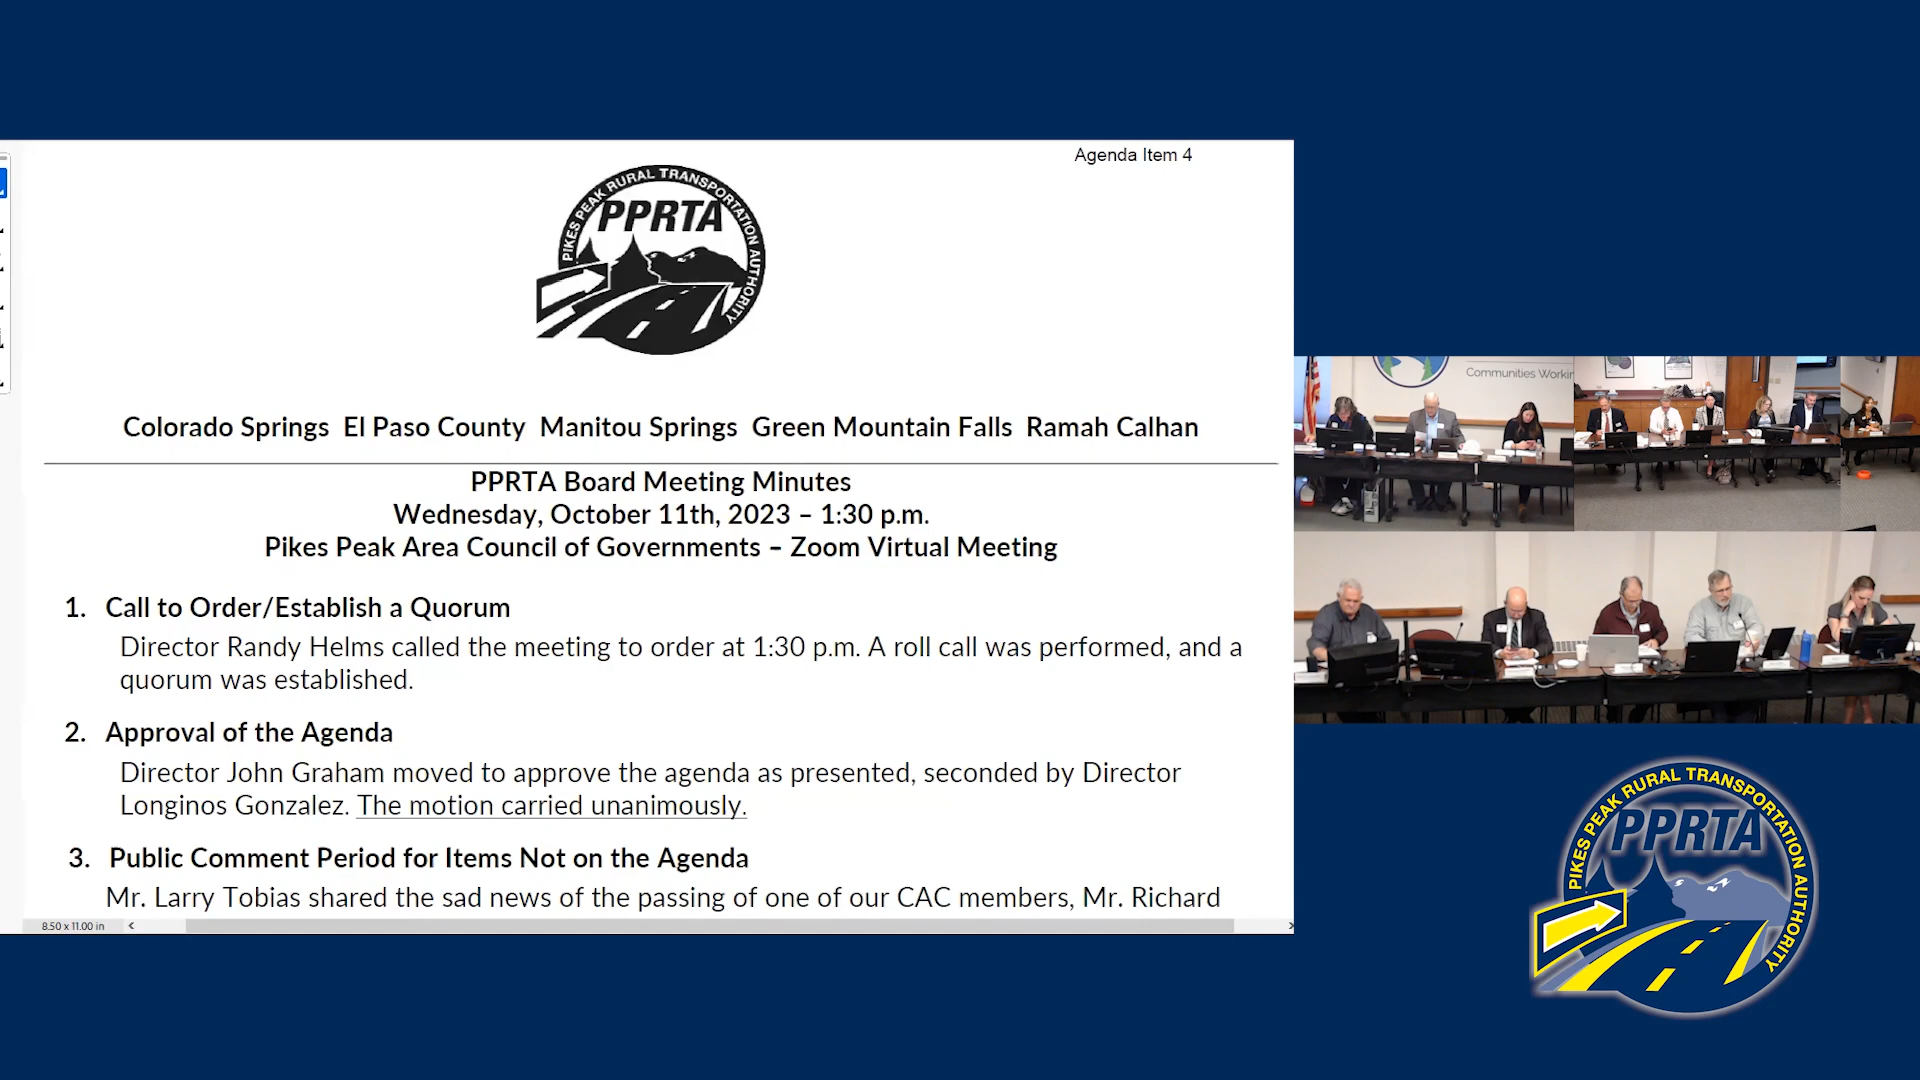 Agenda Item 4
PIKES PEAK RURAL TRANSPORTATION AUTHORITY
PPRTA
Colorado Springs El Paso County Manitou Springs Green Mountain Falls Ramah Calhan
PPRTA Board Meeting Minutes
Wednesday, October 11th, 2023 – 1:30 p.m.
Pikes Peak Area Council of Governments – Zoom Virtual Meeting
1. Call to Order/Establish a Quorum
Director Randy Helms called the meeting to order at 1:30 p.m. A roll call was performed, and a
quorum was established.
2. Approval of the Agenda
Director John Graham moved to approve the agenda as presented, seconded by Director
Longinos Gonzalez. The motion carried unanimously.
3. Public Comment Period for Items Not on the Agenda
Mr. Larry Tobias shared the sad news of the passing of one of our CAC members, Mr. Richard
8.50 x 11.00 in
Communities Workin
PIKES PEAK RURAL TRANSPORTATION AUTHORITY
PPRTA